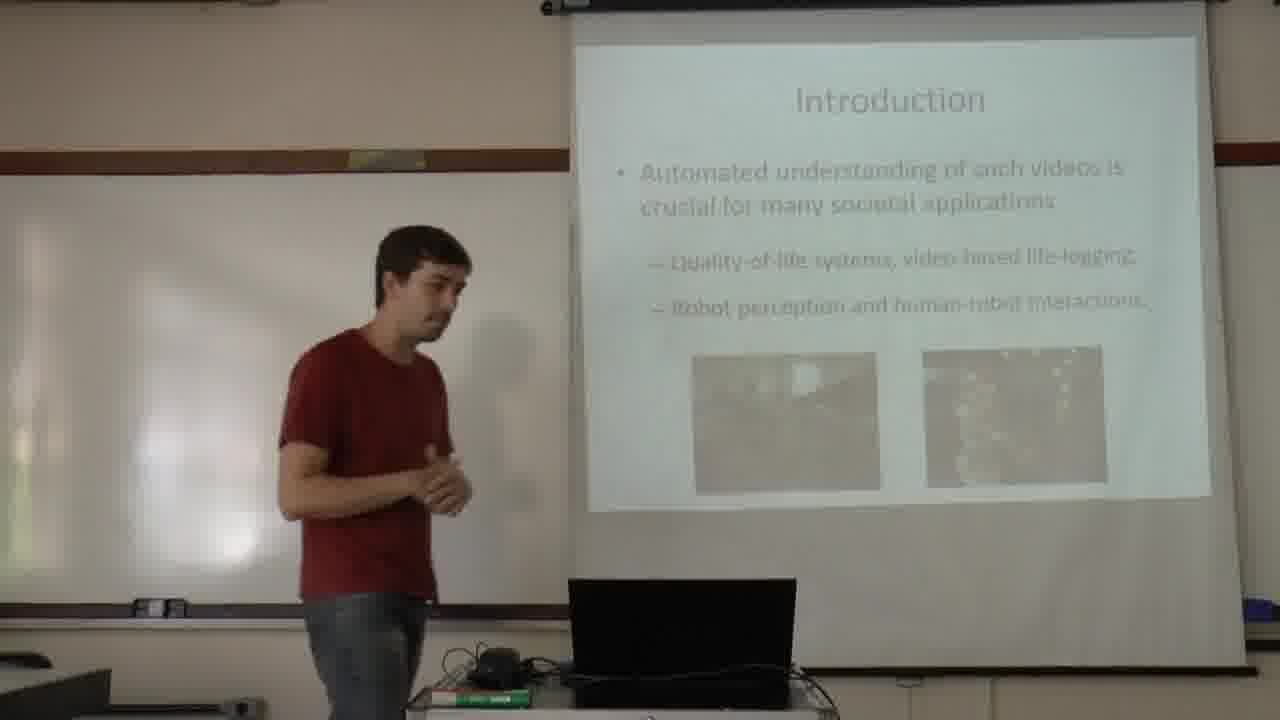 Introduction
• Automated understanding of such videos is
crucial for many societal applications
– Quality-of-life systems, video-based life-logging,
– Robot perception and human-robot interactions,